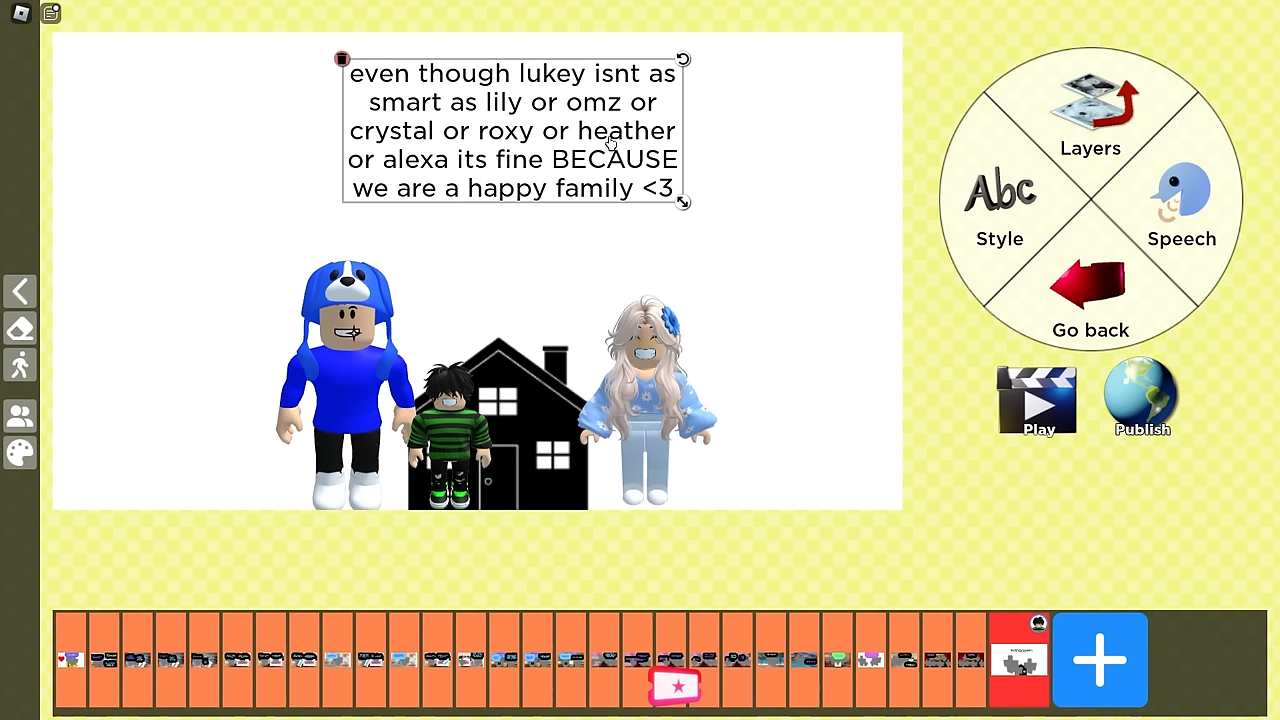 even though lukey isnt as
smart as lily or omz or
crystal or roxy or heather
or alexa its fine BECAUSE
we are a happy family <3
Layers
Abc
Style
Speech
Go back
Play
Publish